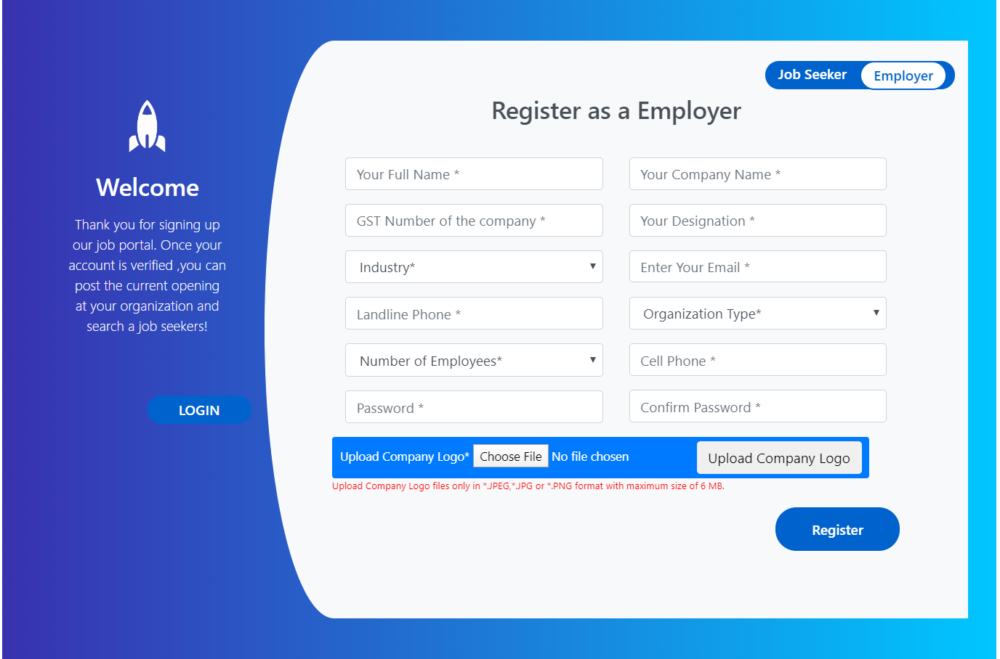 Job Seeker Employer
Register as a Employer
Welcome
Thank you for signing up
our job portal. Once your
account is verified ,you can
post the current opening
at your organization and
search a job seekers!
LOGIN
Your Full Name * Your Company Name *
GST Number of the company * Your Designation *
Industry* Enter Your Email *
Landline Phone * Organization Type*
Number of Employees* Cell Phone *
Password * Confirm Password *
Upload Company Logo* Choose File No file chosen Upload Company Logo
Upload Company Logo files only in *.JPEG,*.JPG or *.PNG format with maximum size of 6 MB.
Register